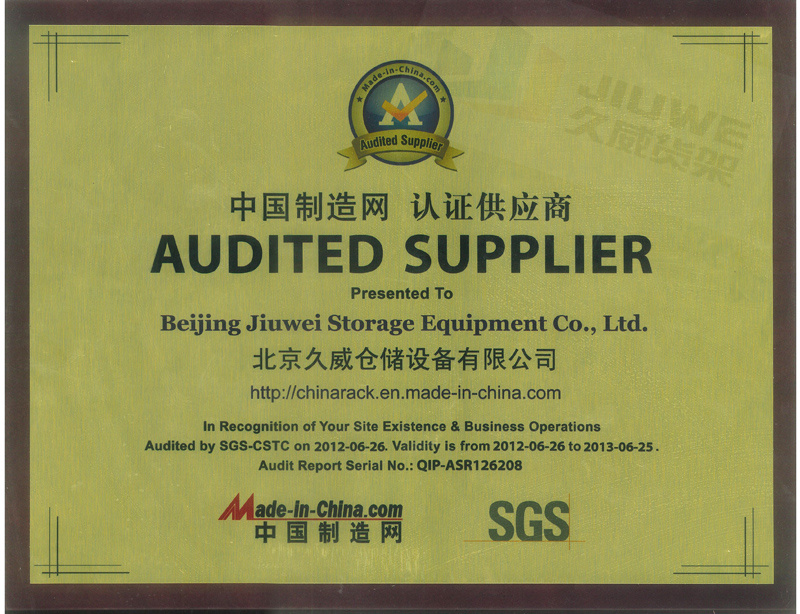 JIUWE
久威货架
Made-in-China.com
A
Audited Supplier
中国制造网 认证供应商
AUDITED SUPPLIER
Presented To
Beijing Jiuwei Storage Equipment Co., Ltd.
北京久威仓储设备有限公司
http://chinarack.en.made-in-china.com
In Recognition of Your Site Existence & Business Operations
Audited by SGS-CSTC on 2012-06-26. Validity is from 2012-06-26 to 2013-06-25.
Audit Report Serial No.: QIP-ASR126208
Made-in-China.com
中国制造网
SGS